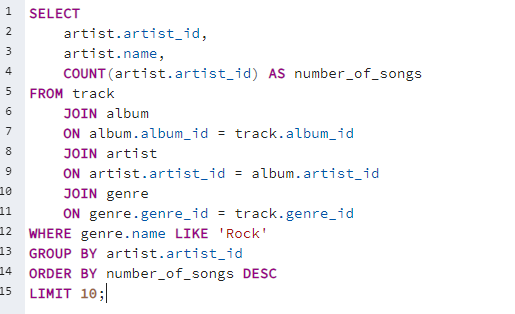 1 SELECT
2 artist.artist_id,
3 artist.name,
4 COUNT(artist.artist_id) AS number_of_songs
5 FROM track
6 JOIN album
7 ON album.album_id = track.album_id
8 JOIN artist
9 ON artist.artist_id = album.artist_id
10 JOIN genre
11 ON genre.genre_id = track.genre_id
12 WHERE genre.name LIKE 'Rock'
13 GROUP BY artist.artist_id
14 ORDER BY number_of_songs DESC
15 LIMIT 10;